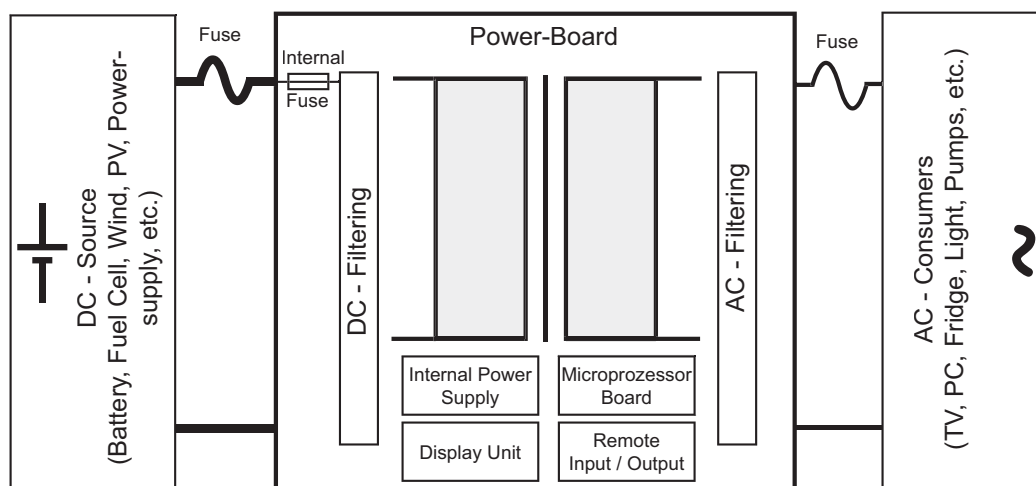 DC - Source
(Battery, Fuel Cell, Wind, PV, Power-
supply, etc.)
Fuse
Power-Board
Internal
Fuse
DC - Filtering
Internal Power
Supply
Microprozessor
Board
Display Unit
Remote
Input / Output
AC - Filtering
Fuse
AC - Consumers
(TV, PC, Fridge, Light, Pumps, etc.)